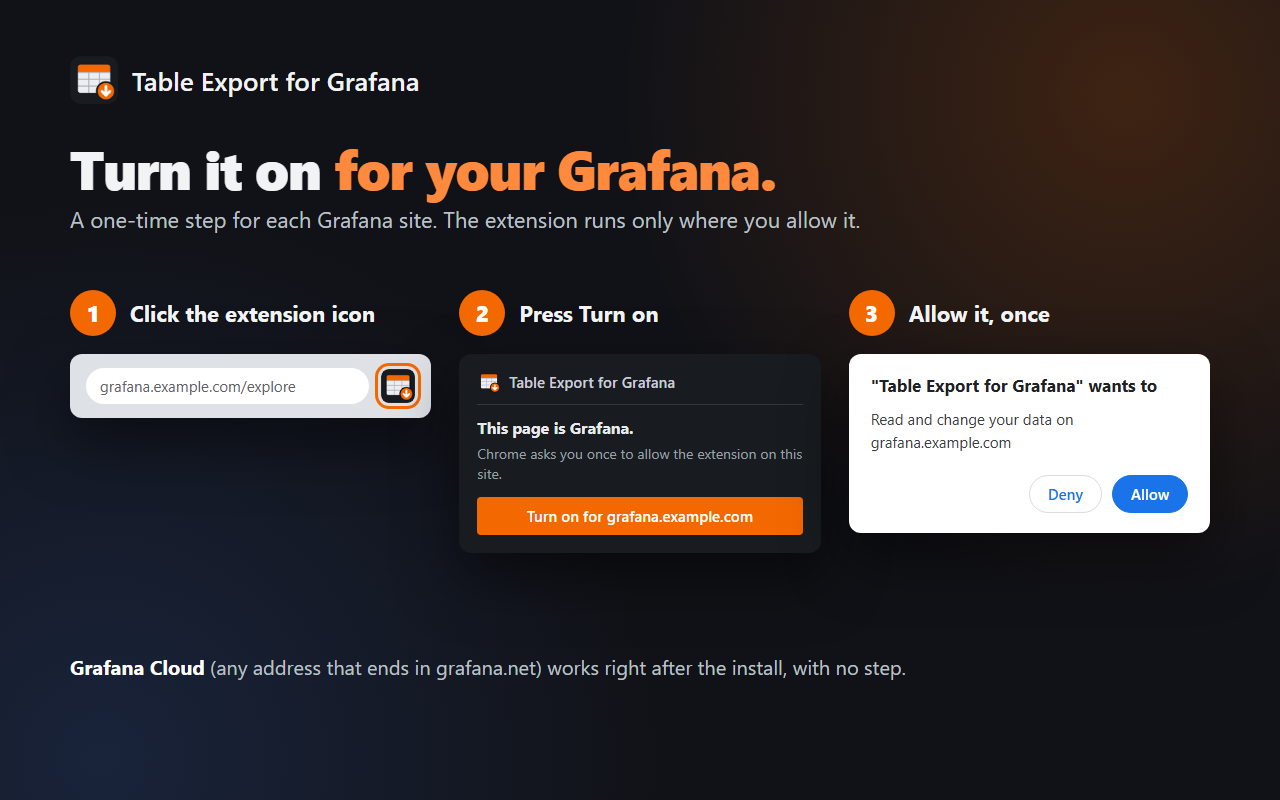 Table Export for Grafana
Turn it on for your Grafana.
A one-time step for each Grafana site. The extension runs only where you allow it.
1 Click the extension icon
grafana.example.com/explore
2 Press Turn on
Table Export for Grafana
This page is Grafana.
Chrome asks you once to allow the extension on this
site.
Turn on for grafana.example.com
3 Allow it, once
"Table Export for Grafana" wants to
Read and change your data on
grafana.example.com
Deny Allow
Grafana Cloud (any address that ends in grafana.net) works right after the install, with no step.